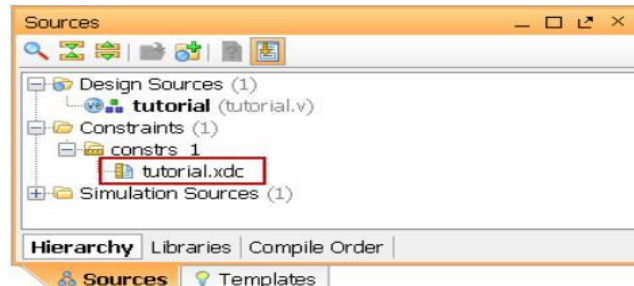 Sources
Design Sources (1)
tutorial (tutorial.v)
Constraints (1)
constrs_1
tutorial.xdc
Simulation Sources (1)
Hierarchy Libraries Compile Order
Sources Templates